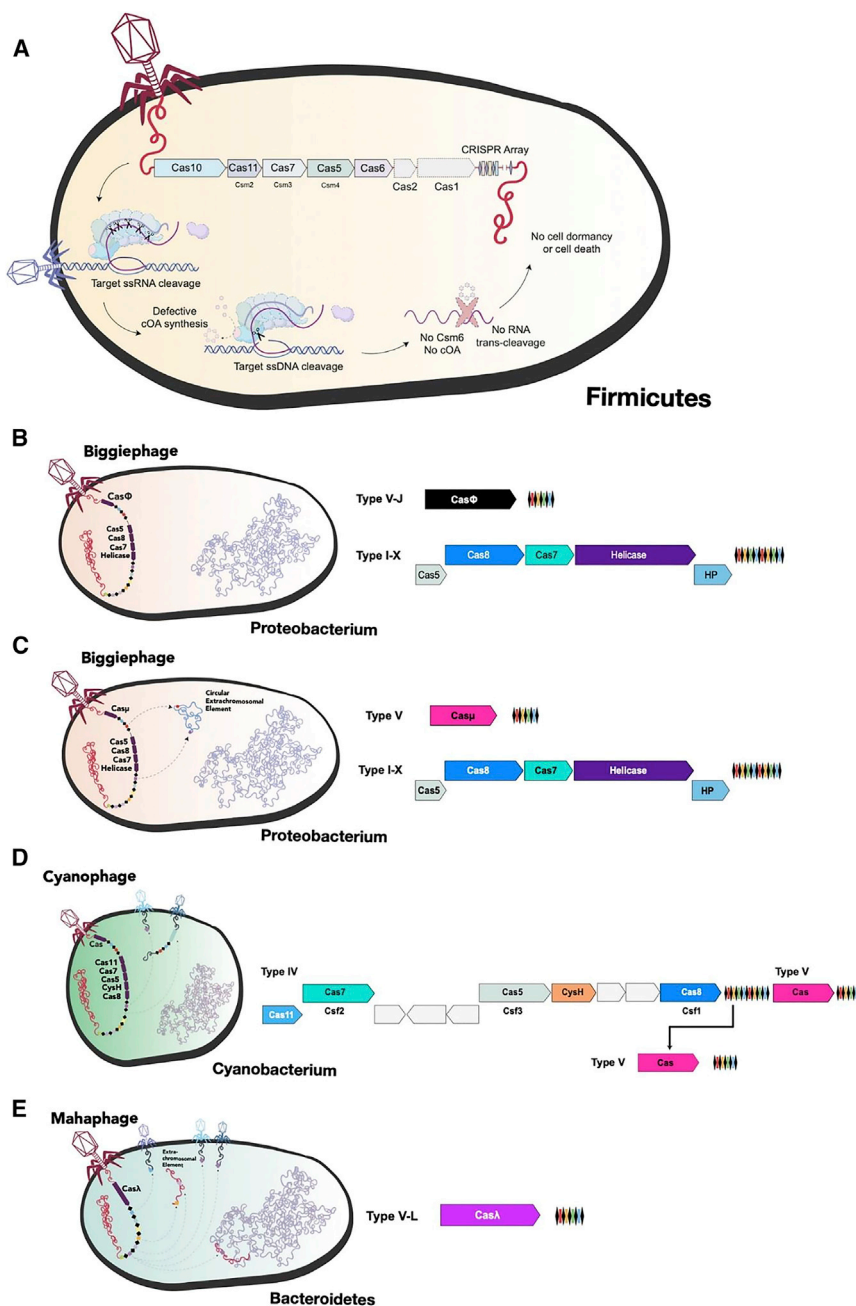 A
CRISPR Array
Cas10
Cas11
Cas7
Cas5
Cas6
Cas2
Cas1
Csm2
Csm3
Csm4
No cell dormancy
or cell death
Target ssRNA cleavage
Defective
cOA synthesis
No Csm6
No cOA
No RNA
trans-cleavage
Target ssDNA cleavage
Firmicutes
B
Biggiephage
CasΦ
Cas5
Cas8
Cas7
Helicase
Proteobacterium
Type V-J
CasΦ
Type I-X
Cas8
Cas7
Helicase
Cas5
HP
C
Biggiephage
Casμ
Cas5
Cas8
Cas7
Helicase
Circular
Extrachromosomal
Element
Proteobacterium
Type V
Casμ
Type I-X
Cas8
Cas7
Helicase
Cas5
HP
D
Cyanophage
Cas
Cas11
Cas7
Cas5
CysH
Cas8
Cyanobacterium
Type IV
Type V
Cas7
Cas5
CysH
Cas8
Cas
Cas11
Csf2
Csf3
Csf1
Type V
Cas
E
Mahaphage
Casλ
Extra-
chromosomal
Element
Bacteroidetes
Type V-L
Casλ